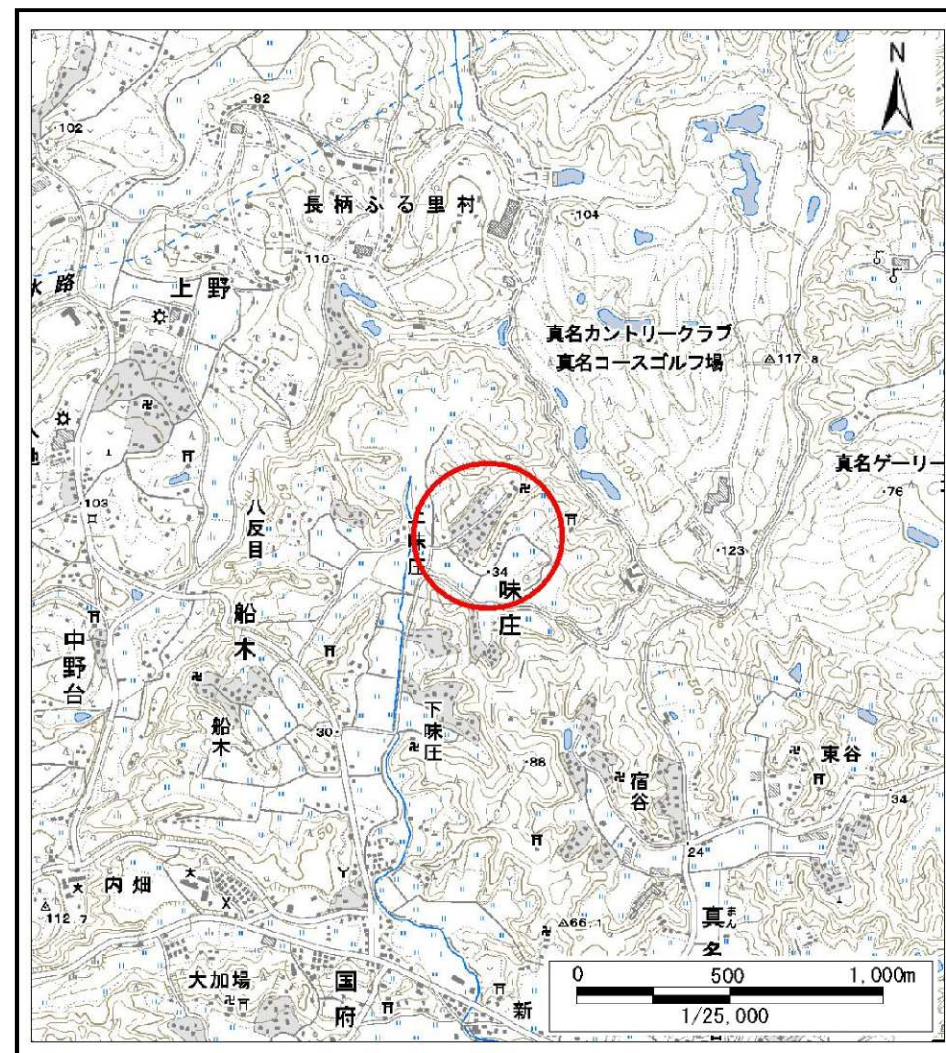 N
92
102
長柄ふる里村
104
110
水路
上野
真名カントリークラブ
真名コースゴルフ場
117.8
真名ゲーリー
76
103
八反目
上味庄
34
味庄
123
船木
中野台
船木
下味庄
30
88
宿谷
東谷
34
24
内畑
112.7
66.1
真名
まん
大加場
国府
新
0 500 1,000m
1/25,000